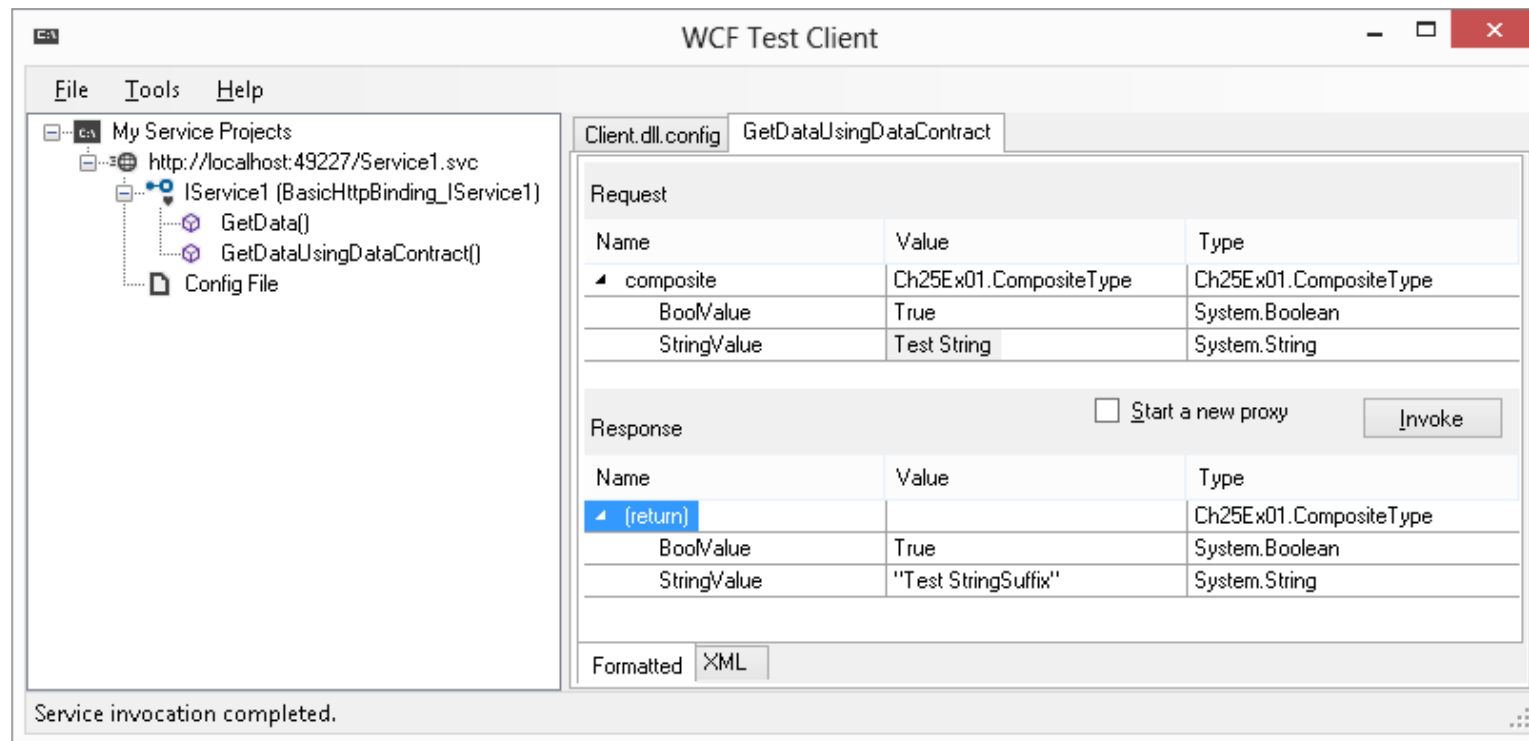 WCF Test Client
File Tools Help
My Service Projects
http://localhost:49227/Service1.svc
IService1 (BasicHttpBinding_IService1)
GetData()
GetDataUsingDataContract()
Config File
Client.dll.config GetDataUsingDataContract
Request
Name Value Type
composite Ch25Ex01.CompositeType Ch25Ex01.CompositeType
BoolValue True System.Boolean
StringValue Test String System.String
Response Start a new proxy Invoke
Name Value Type
(return) Ch25Ex01.CompositeType
BoolValue True System.Boolean
StringValue "Test StringSuffix" System.String
Formatted XML
Service invocation completed.